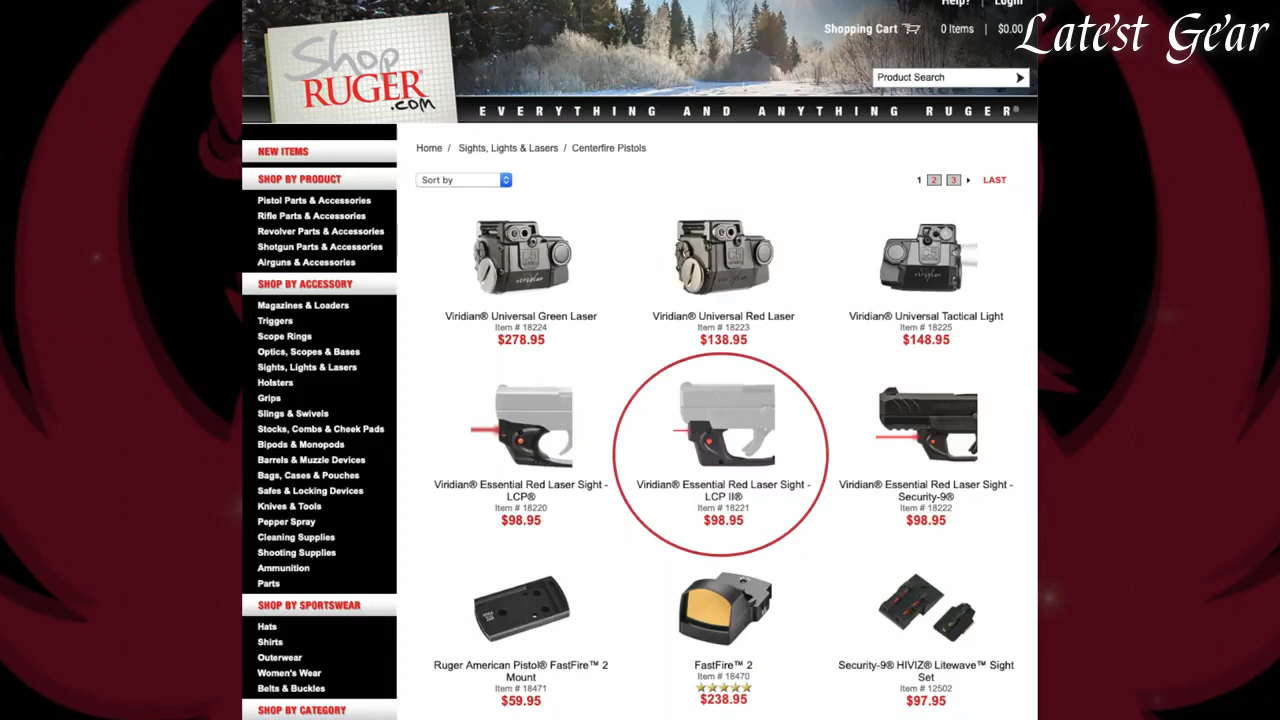 Help? | Login
Latest Gear
Shopping Cart 0 Items | $0.00
Shop
RUGER®
.com
Product Search
EVERYTHING AND ANYTHING RUGER®
NEW ITEMS
SHOP BY PRODUCT
Pistol Parts & Accessories
Rifle Parts & Accessories
Revolver Parts & Accessories
Shotgun Parts & Accessories
Airguns & Accessories
SHOP BY ACCESSORY
Magazines & Loaders
Triggers
Scope Rings
Optics, Scopes & Bases
Sights, Lights & Lasers
Holsters
Grips
Slings & Swivels
Stocks, Combs & Cheek Pads
Bipods & Monopods
Barrels & Muzzle Devices
Bags, Cases & Pouches
Safes & Locking Devices
Knives & Tools
Pepper Spray
Cleaning Supplies
Shooting Supplies
Ammunition
Parts
SHOP BY SPORTSWEAR
Hats
Shirts
Outerwear
Women's Wear
Belts & Buckles
SHOP BY CATEGORY
Home / Sights, Lights & Lasers / Centerfire Pistols
Sort by
1 2 3 LAST
Viridian® Universal Green Laser
Item # 18224
$278.95
Viridian® Universal Red Laser
Item # 18223
$138.95
Viridian® Universal Tactical Light
Item # 18225
$148.95
Viridian® Essential Red Laser Sight -
LCP®
Item # 18220
$98.95
Viridian® Essential Red Laser Sight -
LCP II®
Item # 18221
$98.95
Viridian® Essential Red Laser Sight -
Security-9®
Item # 18222
$98.95
Ruger American Pistol® FastFire™ 2
Mount
Item # 18471
$59.95
FastFire™ 2
Item # 18470
$238.95
Security-9® HIVIZ® Litewave™ Sight
Set
Item # 12502
$97.95